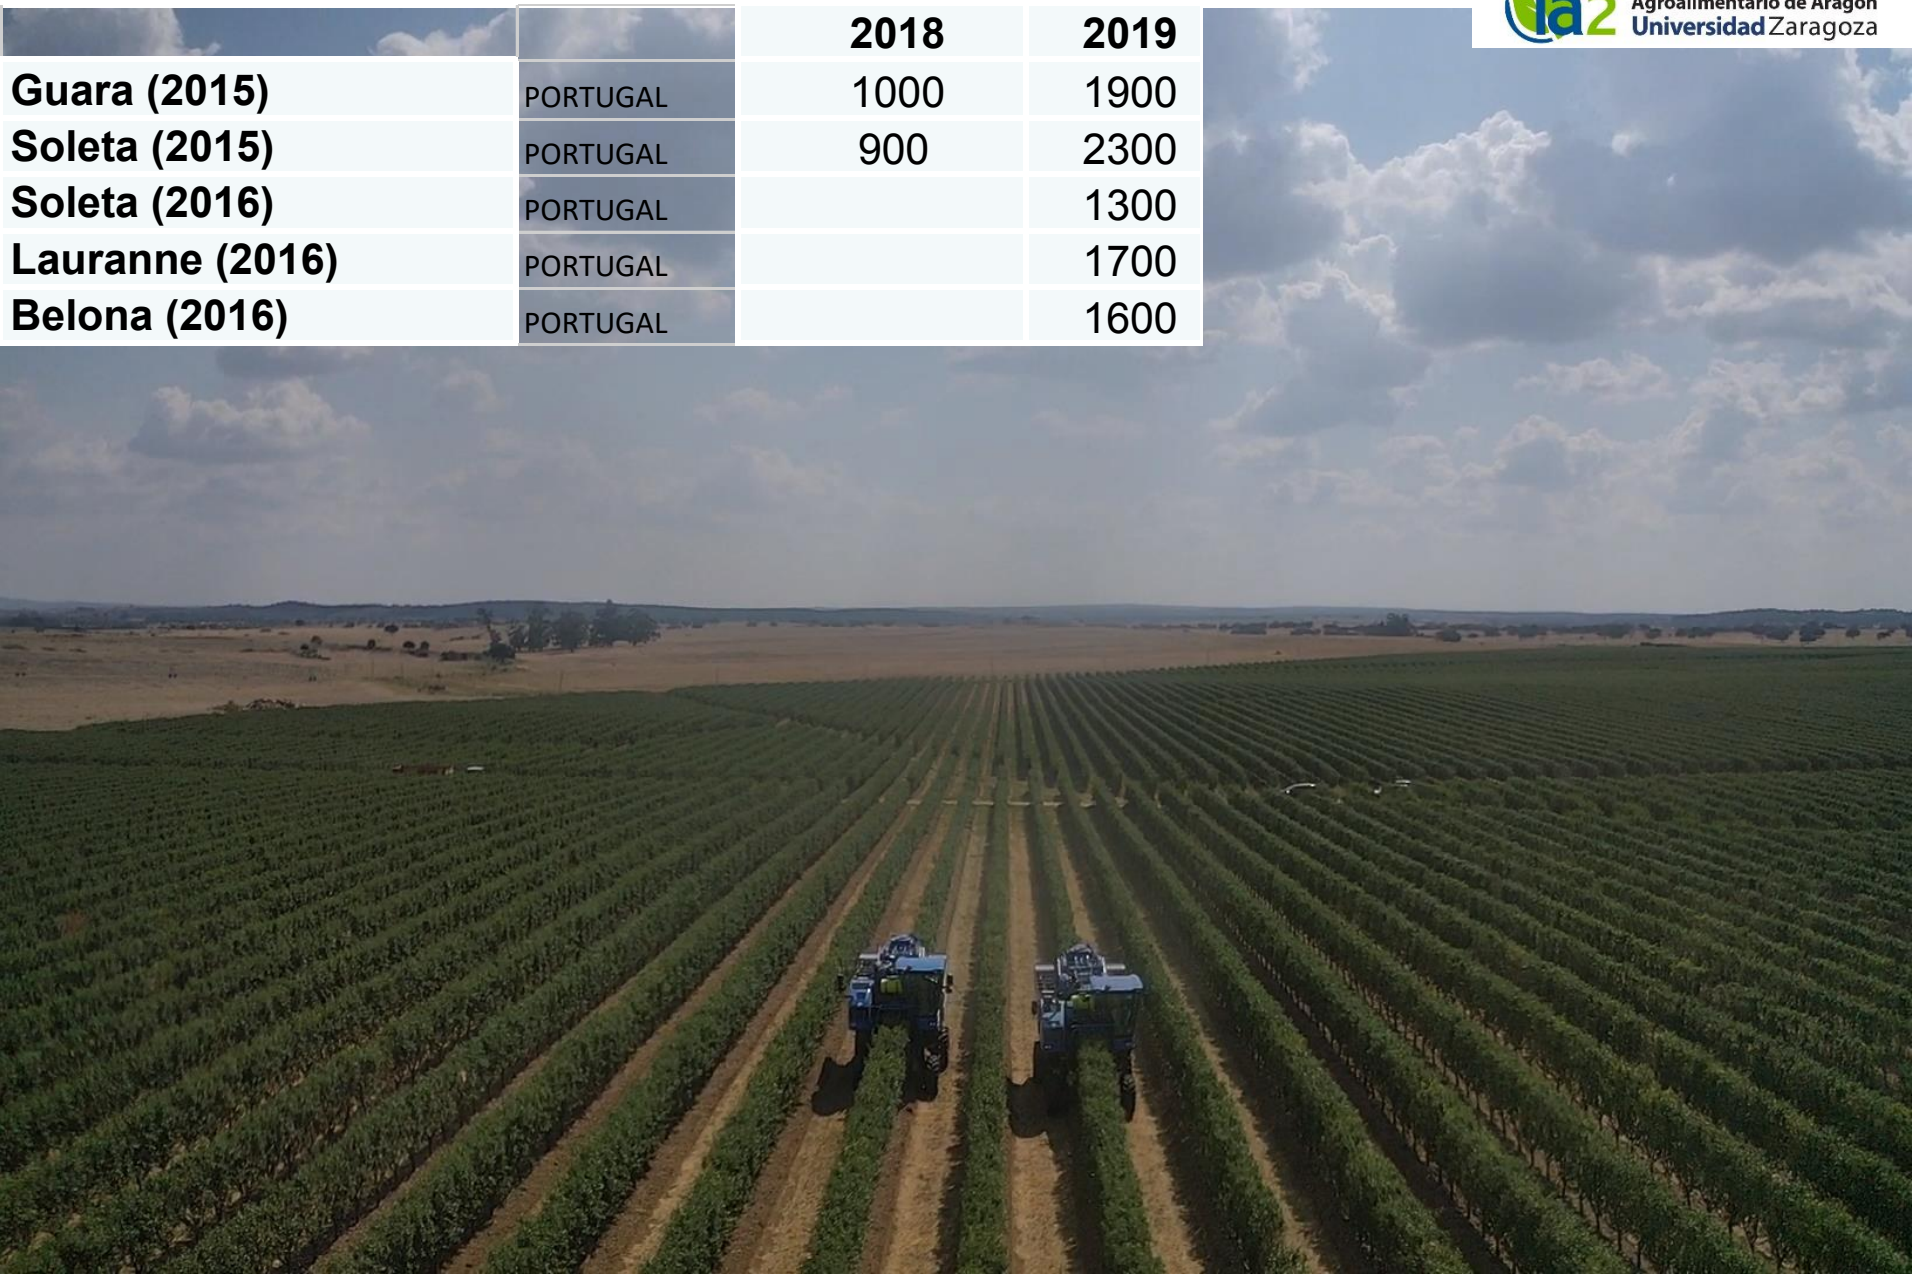 2018 2019
Guara (2015) PORTUGAL 1000 1900
Soleta (2015) PORTUGAL 900 2300
Soleta (2016) PORTUGAL 1300
Lauranne (2016) PORTUGAL 1700
Belona (2016) PORTUGAL 1600
Agroalimentario de Aragón
ia2 Universidad Zaragoza